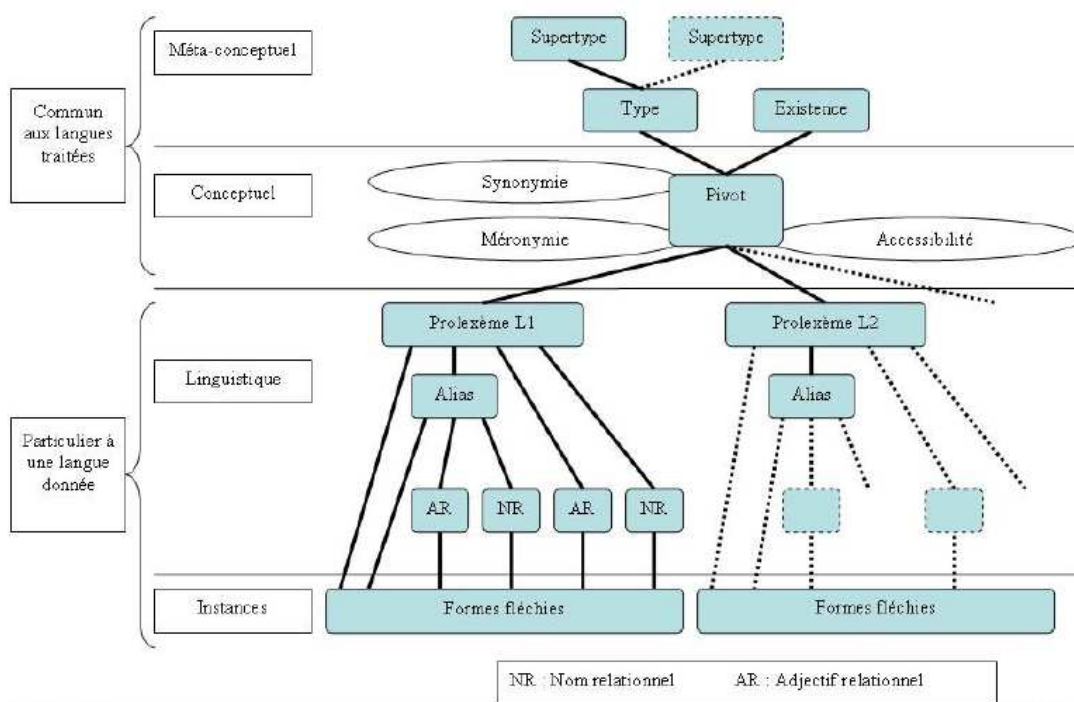 Méta-conceptuel
Supertype
Supertype
Type
Existence
Commun
aux langues
traitées
Conceptuel
Synonymie
Pivot
Méronymie
Accessibilité
Prolexème L1
Prolexème L2
Linguistique
Alias
Alias
Particulier à
une langue
donnée
AR
NR
AR
NR
Instances
Formes fléchies
Formes fléchies
NR : Nom relationnel AR : Adjectif relationnel